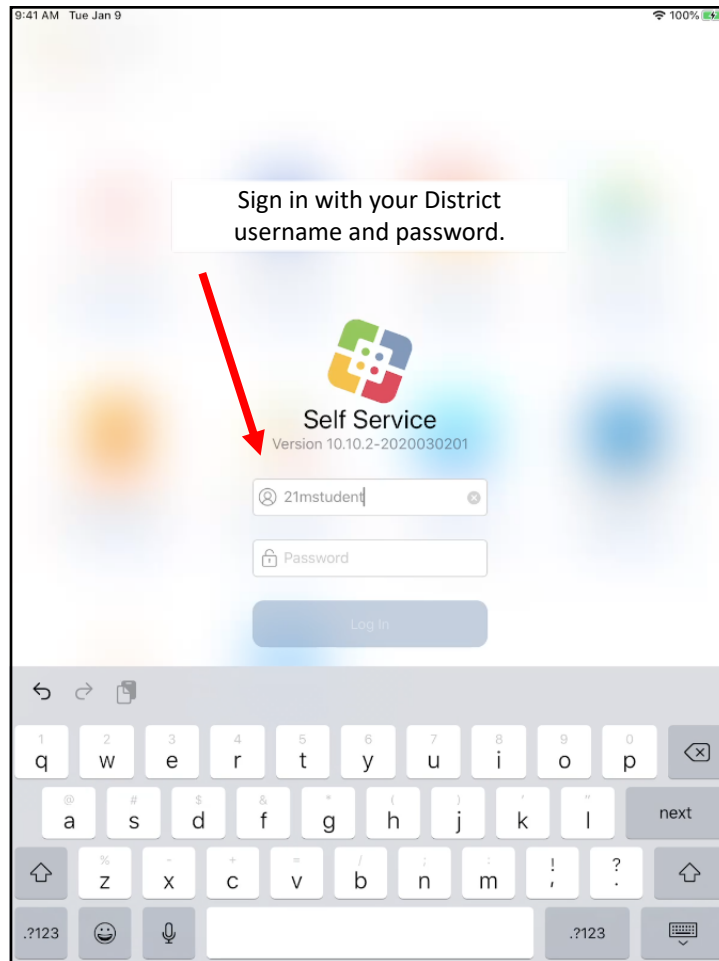 9:41 AM Tue Jan 9 100%
Sign in with your District
username and password.
Self Service
Version 10.10.2-2020030201
21mstudent
Password
Log In
1 2 3 4 5 6 7 8 9 0
q w e r t y u i o p
@ # $ & * ( ) ' "
a s d f g h j k l next
% - + = / ; : ! ?
z x c v b n m , .
.?123 .?123